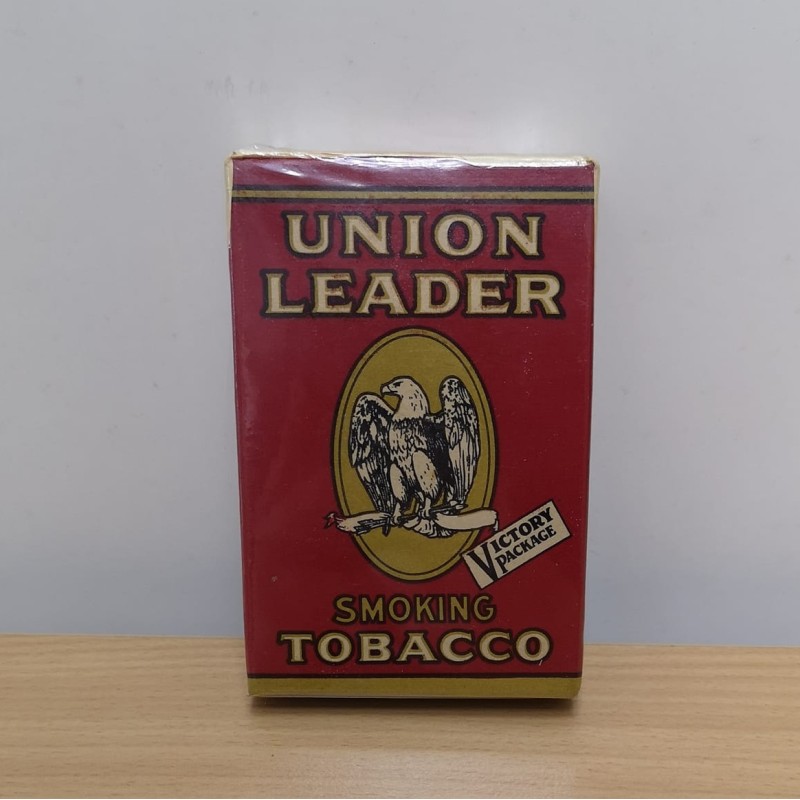 UNION
LEADER
VICTORY
PACKAGE
SMOKING
TOBACCO